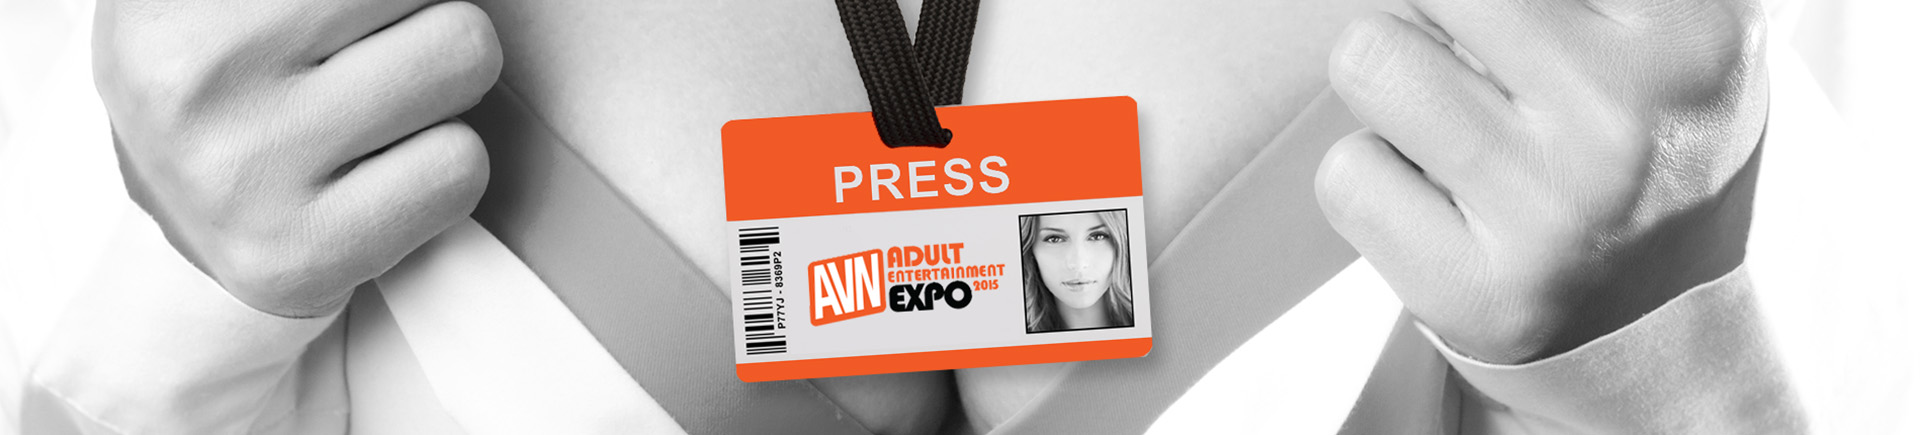 PRESS
P77YJ - 8369P2
AVN ADULT
ENTERTAINMENT
EXPO 2015